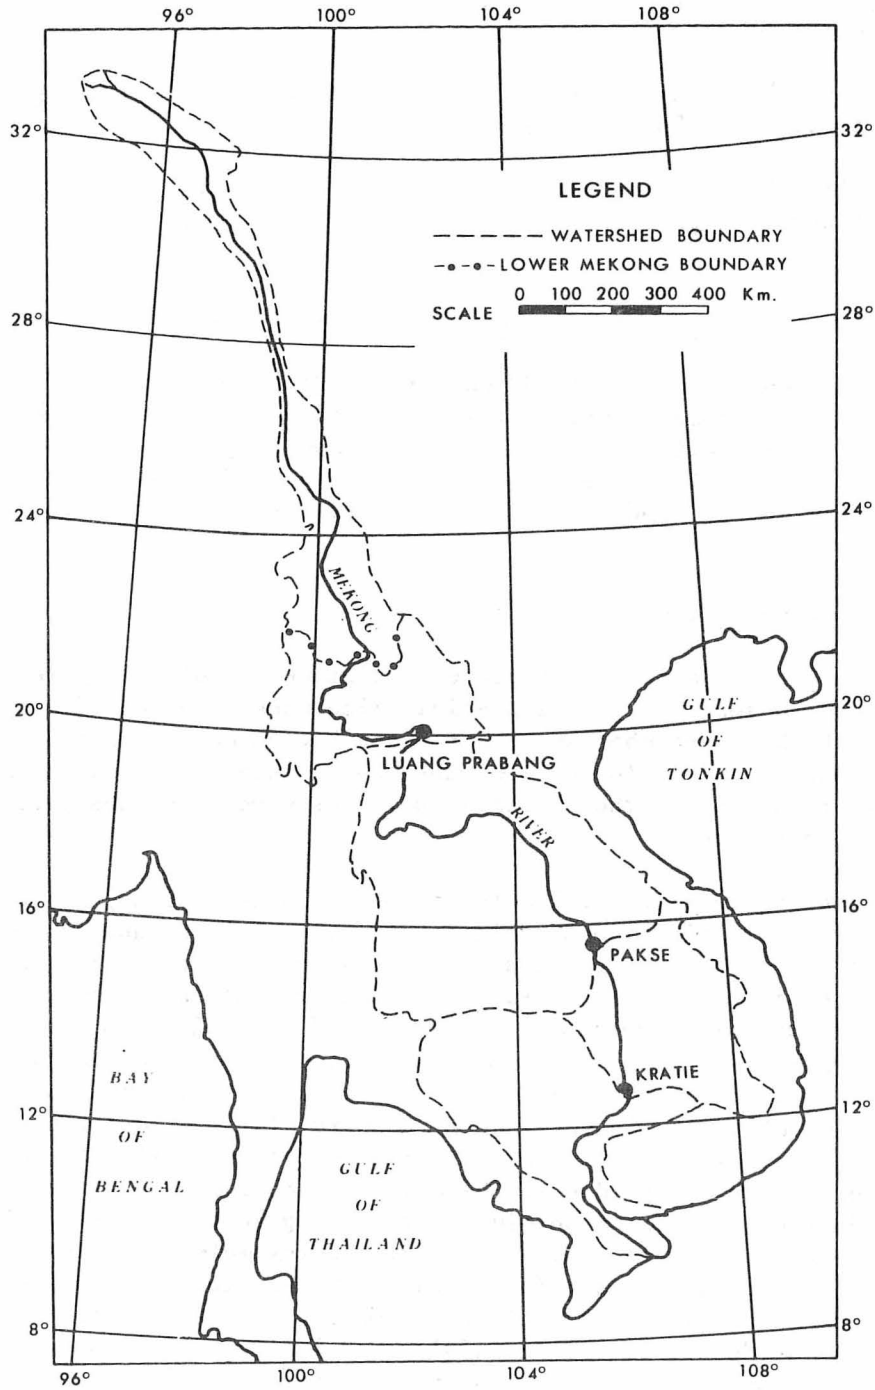 96° 100° 104° 108°
32° 32°
LEGEND
WATERSHED BOUNDARY
LOWER MEKONG BOUNDARY
0 100 200 300 400 Km.
SCALE
28° 28°
24° 24°
MEKONG
20° 20°
GULF
OF
TONKIN
LUANG PRABANG
RIVER
16° 16°
PAKSE
KRATIE
BAY
OF
BENGAL
12° 12°
GULF
OF
THAILAND
8° 8°
96° 100° 104° 108°